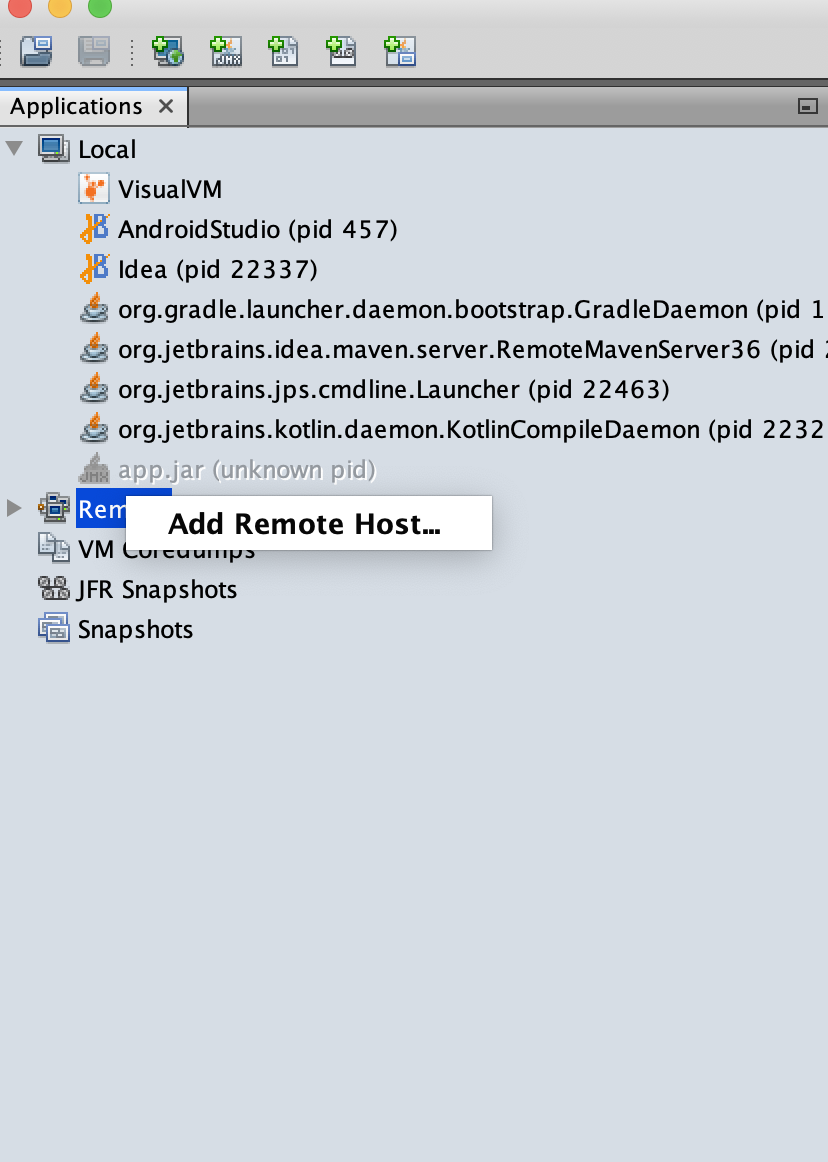 Applications
Local
VisualVM
AndroidStudio (pid 457)
Idea (pid 22337)
org.gradle.launcher.daemon.bootstrap.GradleDaemon (pid 1
org.jetbrains.idea.maven.server.RemoteMavenServer36 (pid 2
org.jetbrains.jps.cmdline.Launcher (pid 22463)
org.jetbrains.kotlin.daemon.KotlinCompileDaemon (pid 2232
app.jar (unknown pid)
Rem
Add Remote Host...
VM Coredumps
JFR Snapshots
Snapshots